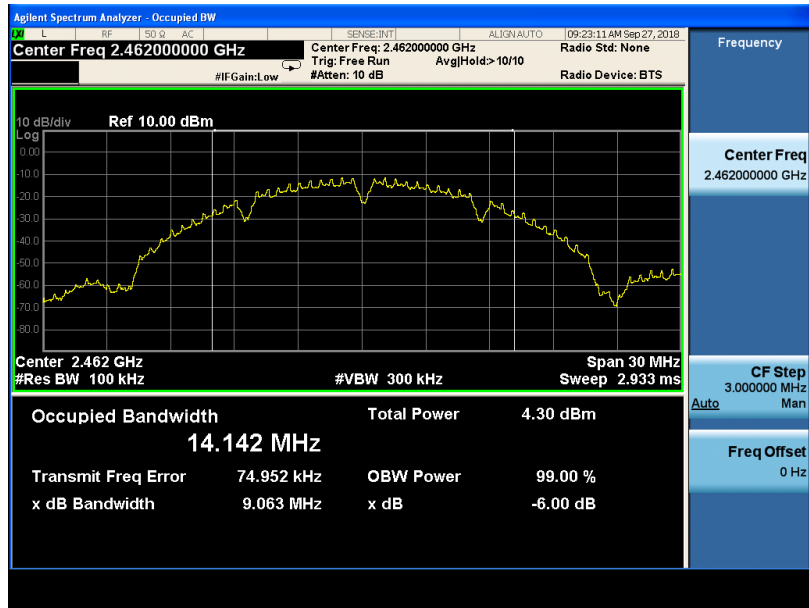 Agilent Spectrum Analyzer - Occupied BW
LXI L RF 50 Ω AC SENSE:INT ALIGN AUTO 09:23:11 AM Sep 27, 2018
Center Freq 2.462000000 GHz
Center Freq: 2.462000000 GHz
Radio Std: None
Trig: Free Run Avg|Hold:> 10/10
#IFGain:Low #Atten: 10 dB Radio Device: BTS
Frequency
10 dB/div Ref 10.00 dBm
Log
0.00
-10.0
-20.0
-30.0
-40.0
-50.0
-60.0
-70.0
-80.0
Center 2.462 GHz Span 30 MHz
#Res BW 100 kHz #VBW 300 kHz Sweep 2.933 ms
Occupied Bandwidth Total Power 4.30 dBm
14.142 MHz
Transmit Freq Error 74.952 kHz OBW Power 99.00 %
x dB Bandwidth 9.063 MHz x dB -6.00 dB
Center Freq
2.462000000 GHz
CF Step
3.000000 MHz
Auto Man
Freq Offset
0 Hz